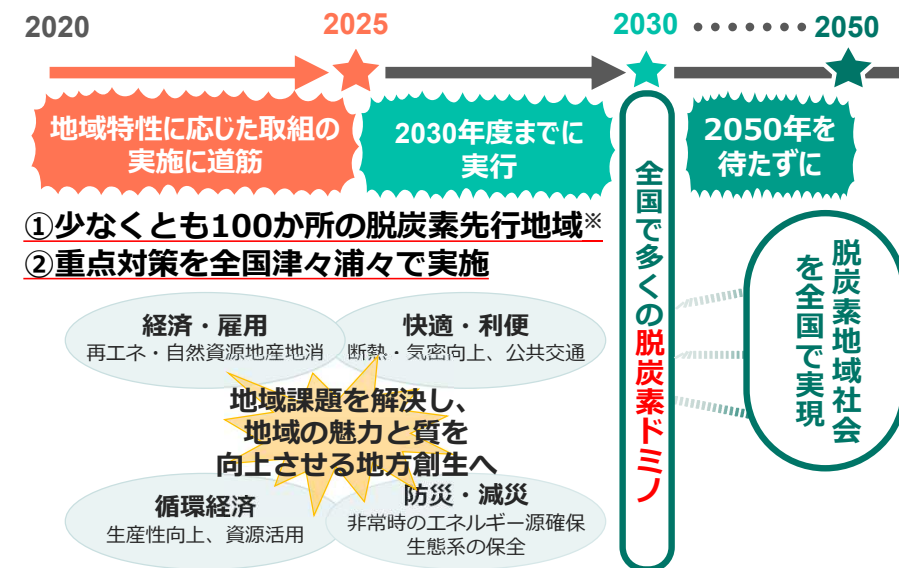 2020
2025
2030 ・・・・・・・ 2050
地域特性に応じた取組の
実施に道筋
2030年度までに
実行
2050年を
待たずに
①少なくとも100か所の脱炭素先行地域※
②重点対策を全国津々浦々で実施
経済・雇用
再エネ・自然資源地産地消
快適・利便
断熱・気密向上、公共交通
地域課題を解決し、
地域の魅力と質を
向上させる地方創生へ
循環経済
生産性向上、資源活用
防災・減災
非常時のエネルギー源確保
生態系の保全
全国で多くの脱炭素ドミノ
脱炭素地域社会
を全国で実現